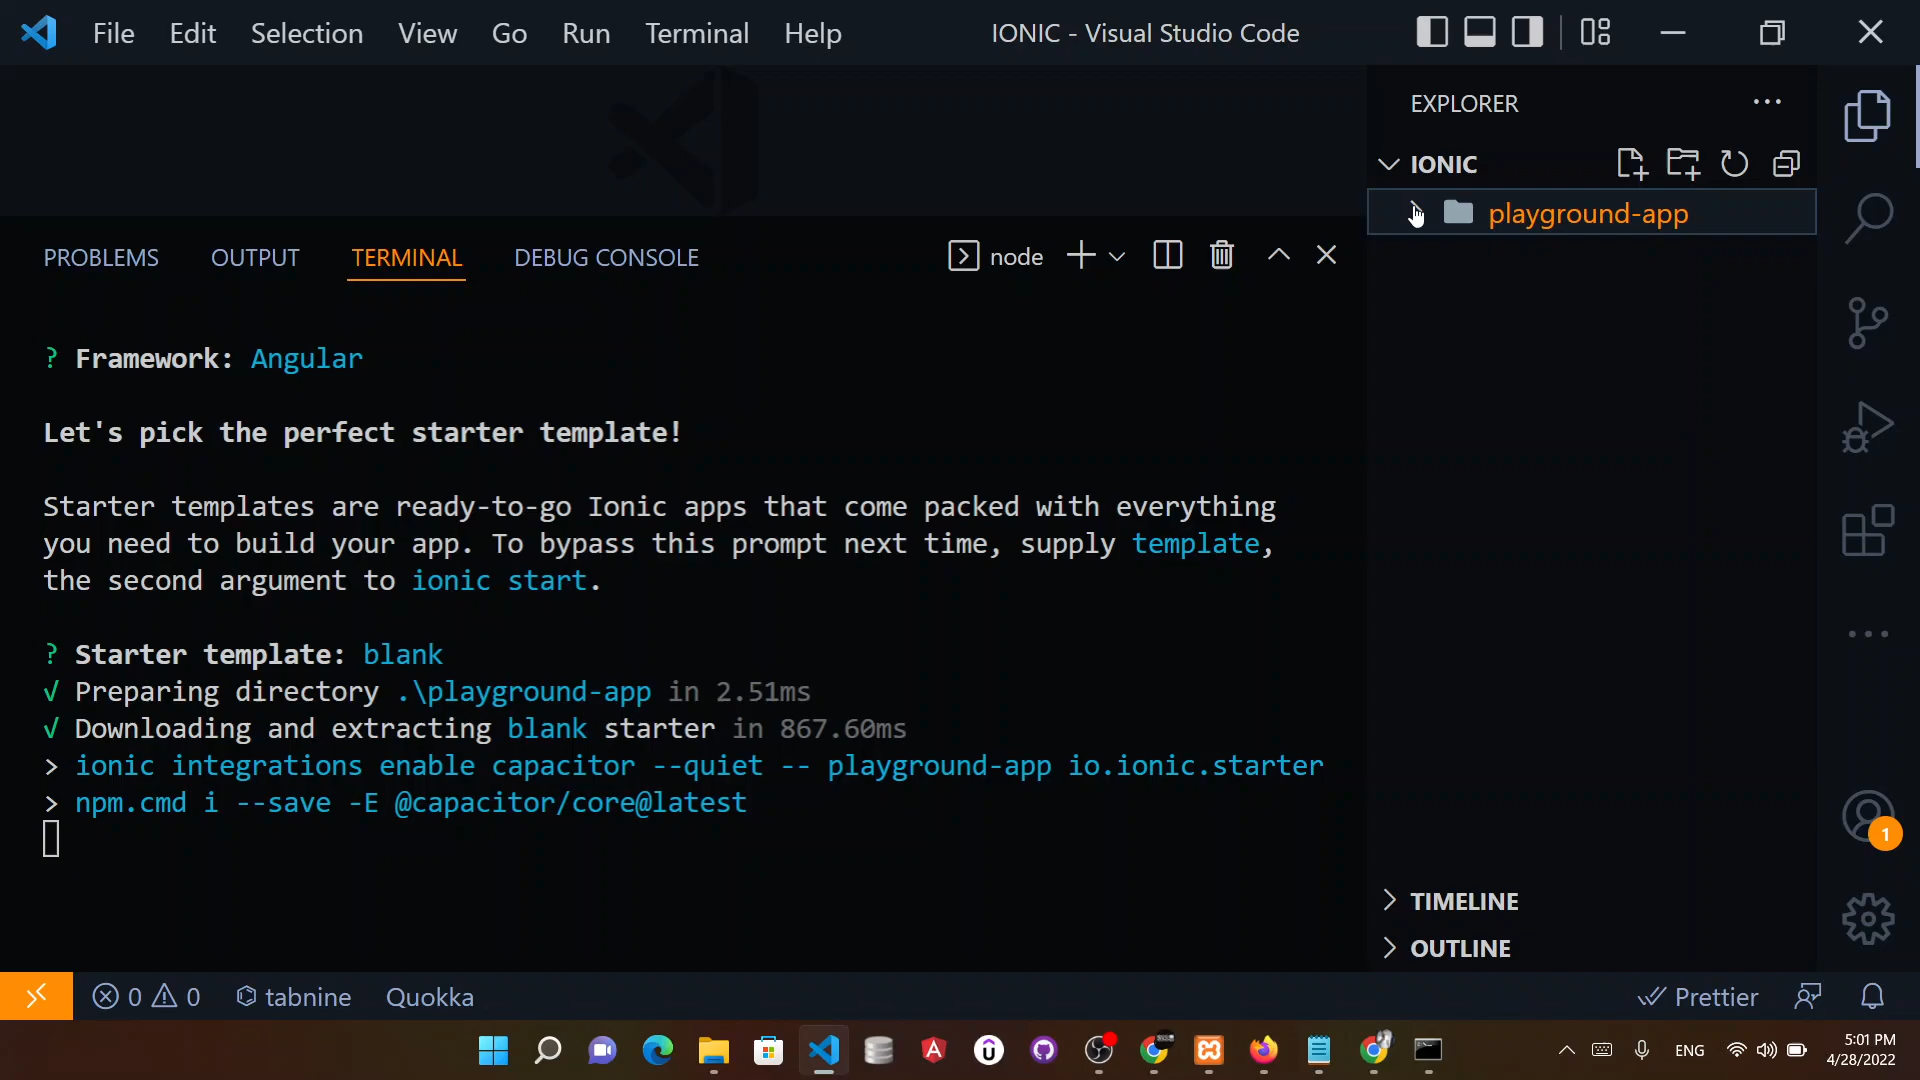 File Edit Selection View Go Run Terminal Help IONIC - Visual Studio Code
EXPLORER
IONIC
playground-app
PROBLEMS OUTPUT TERMINAL DEBUG CONSOLE node
? Framework: Angular
Let's pick the perfect starter template!
Starter templates are ready-to-go Ionic apps that come packed with everything
you need to build your app. To bypass this prompt next time, supply template,
the second argument to ionic start.
? Starter template: blank
√ Preparing directory .\playground-app in 2.51ms
√ Downloading and extracting blank starter in 867.60ms
> ionic integrations enable capacitor --quiet -- playground-app io.ionic.starter
> npm.cmd i --save -E @capacitor/core@latest
1
TIMELINE
OUTLINE
0 0 tabnine Quokka Prettier
ENG
5:01 PM
4/28/2022